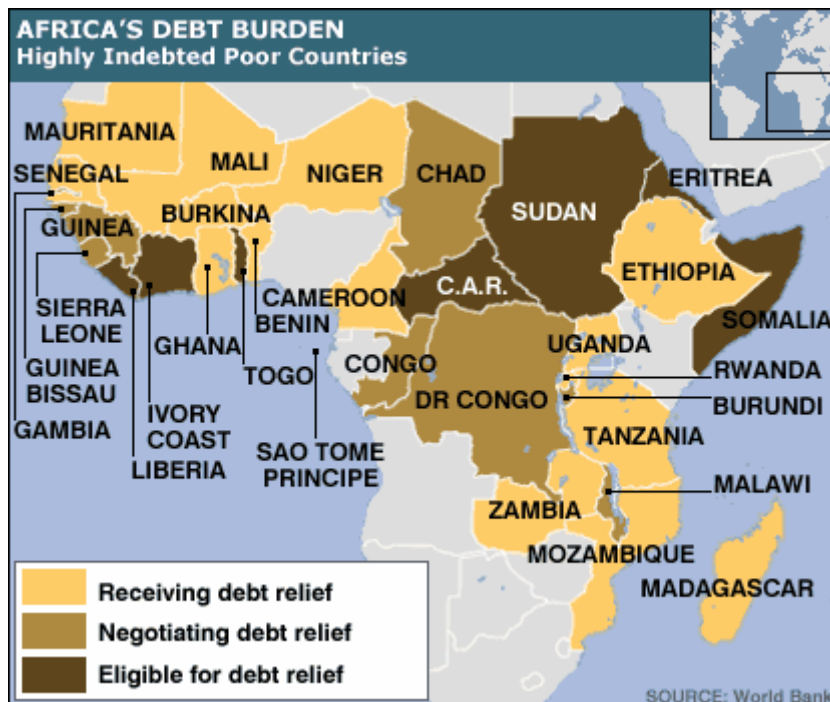 AFRICA'S DEBT BURDEN
Highly Indebted Poor Countries
MAURITANIA
MALI
NIGER
CHAD
SENEGAL
ERITREA
BURKINA
SUDAN
GUINEA
ETHIOPIA
C.A.R.
CAMEROON
SIERRA
LEONE
BENIN
SOMALIA
GHANA
UGANDA
GUINEA
BISSAU
TOGO
CONGO
RWANDA
DR CONGO
BURUNDI
GAMBIA
IVORY
COAST
TANZANIA
LIBERIA
SAO TOME
PRINCIPE
MALAWI
ZAMBIA
MOZAMBIQUE
MADAGASCAR
Receiving debt relief
Negotiating debt relief
Eligible for debt relief
SOURCE: World Bank